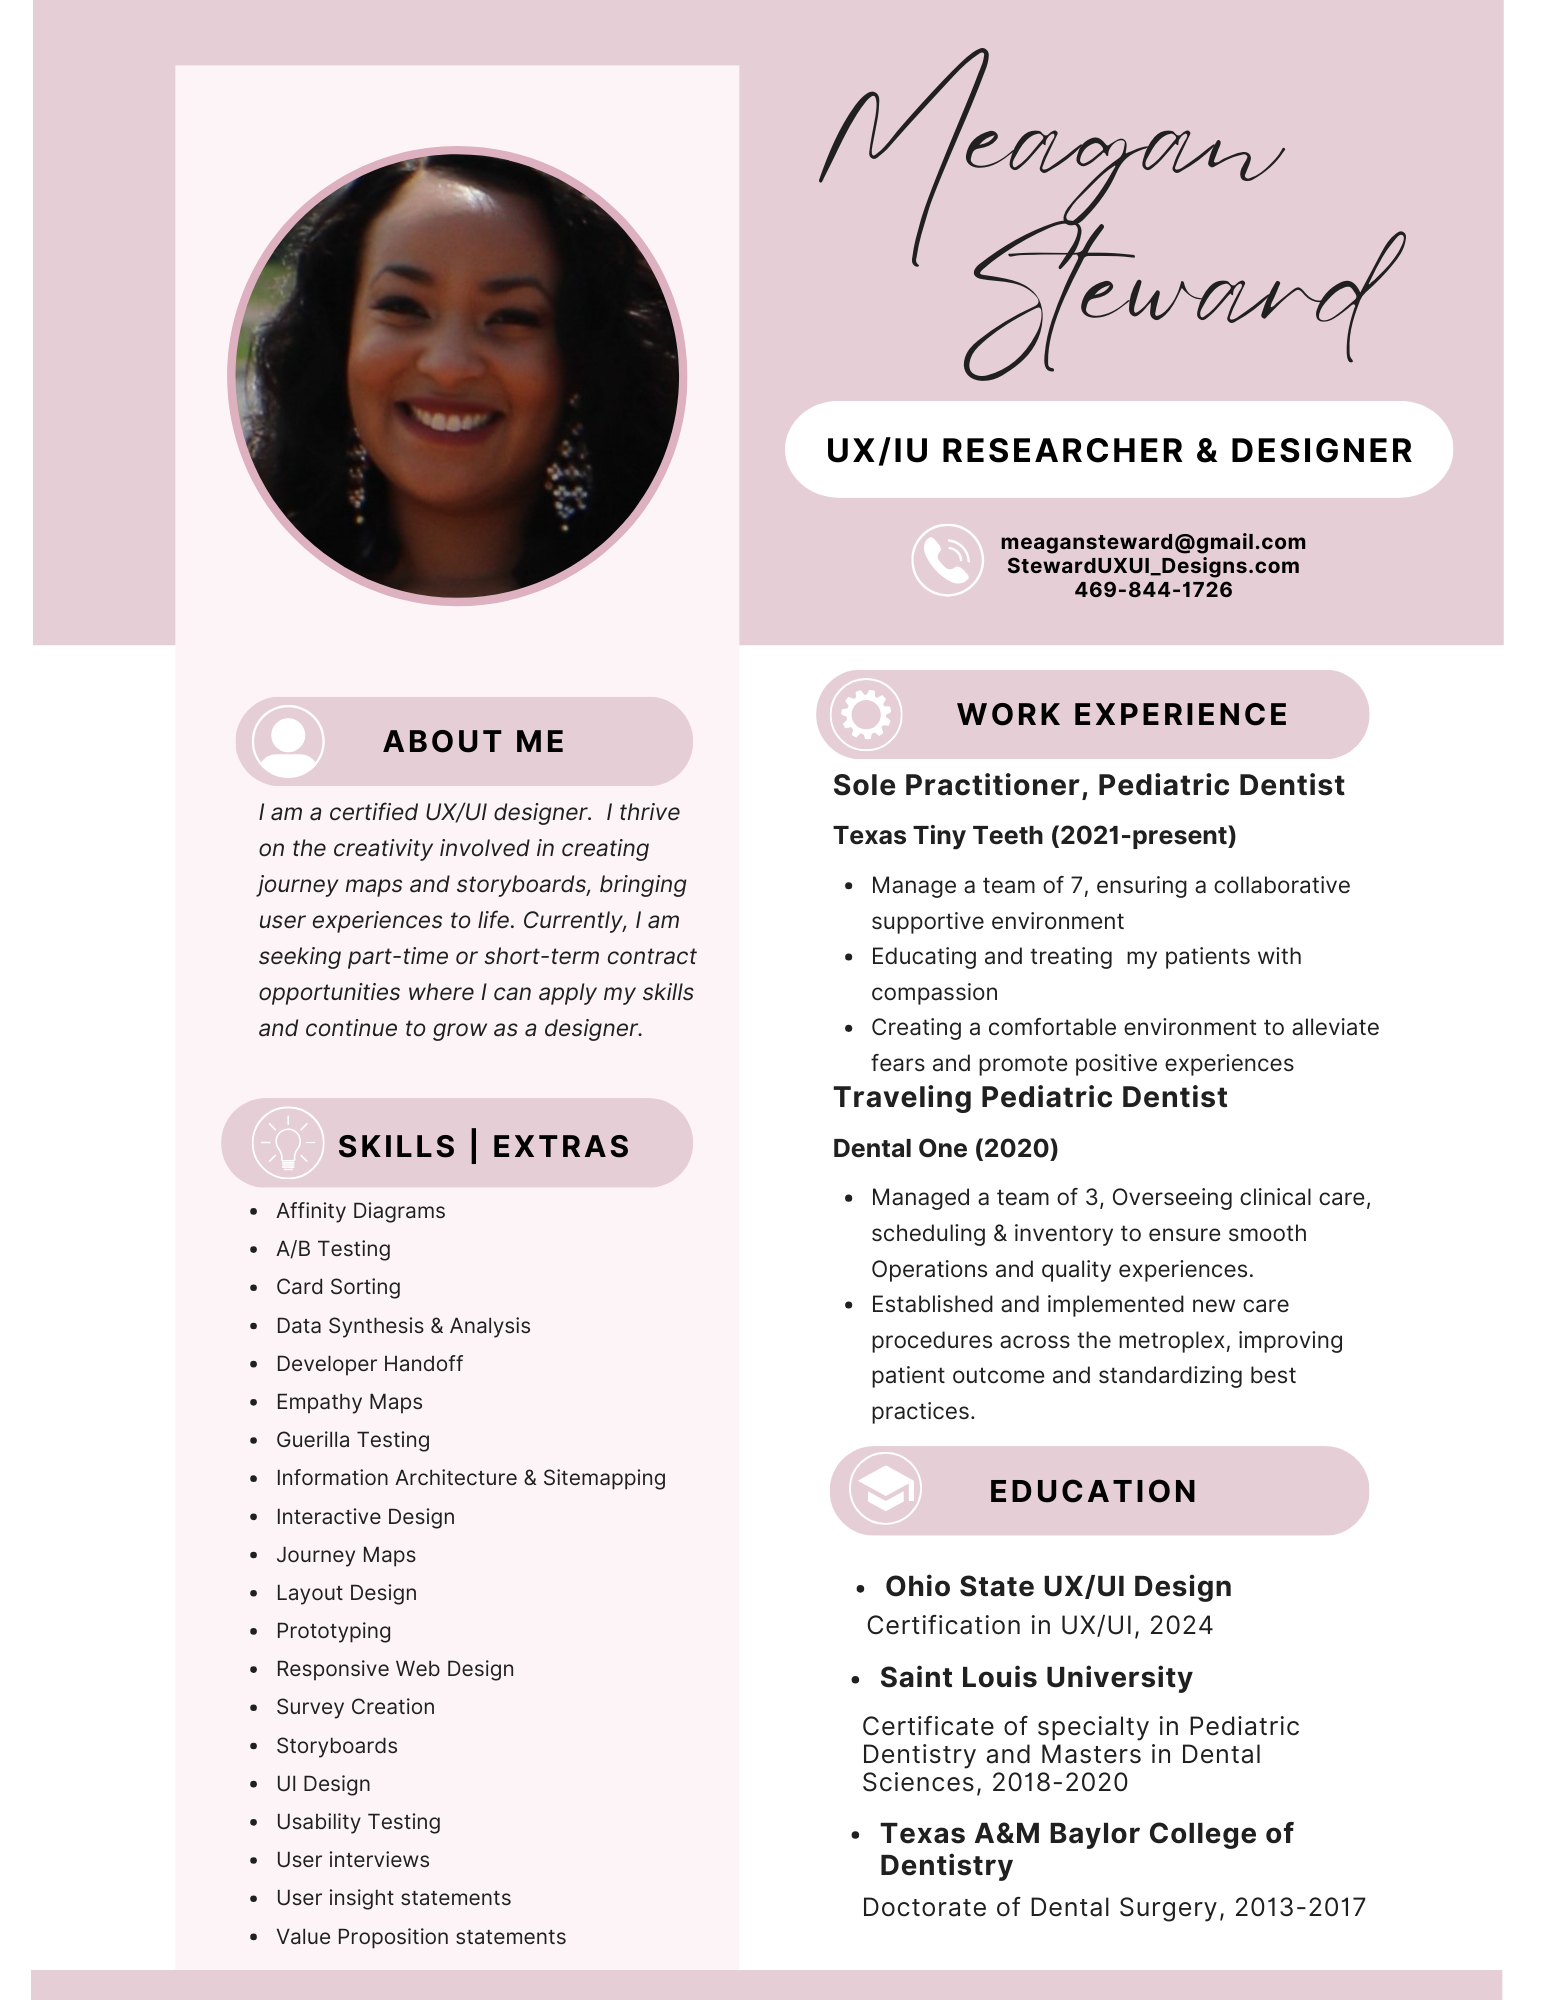 Meagan
Steward
UX/IU RESEARCHER & DESIGNER
meagansteward@gmail.com
StewardUXUI_Designs.com
469-844-1726
ABOUT ME
I am a certified UX/UI designer.  I thrive
on the creativity involved in creating
journey maps and storyboards, bringing
user experiences to life. Currently, I am
seeking part-time or short-term contract
opportunities where I can apply my skills
and continue to grow as a designer.
SKILLS | EXTRAS
• Affinity Diagrams
• A/B Testing
• Card Sorting
• Data Synthesis & Analysis
• Developer Handoff
• Empathy Maps
• Guerilla Testing
• Information Architecture & Sitemapping
• Interactive Design
• Journey Maps
• Layout Design
• Prototyping
• Responsive Web Design
• Survey Creation
• Storyboards
• UI Design
• Usability Testing
• User interviews
• User insight statements
• Value Proposition statements
WORK EXPERIENCE
Sole Practitioner, Pediatric Dentist
Texas Tiny Teeth (2021-present)
• Manage a team of 7, ensuring a collaborative
supportive environment
• Educating and treating  my patients with
compassion
• Creating a comfortable environment to alleviate
fears and promote positive experiences
Traveling Pediatric Dentist
Dental One (2020)
• Managed a team of 3, Overseeing clinical care,
scheduling & inventory to ensure smooth
Operations and quality experiences.
• Established and implemented new care
procedures across the metroplex, improving
patient outcome and standardizing best
practices.
EDUCATION
• Ohio State UX/UI Design
Certification in UX/UI, 2024
• Saint Louis University
Certificate of specialty in Pediatric
Dentistry and Masters in Dental
Sciences, 2018-2020
• Texas A&M Baylor College of
Dentistry
Doctorate of Dental Surgery, 2013-2017